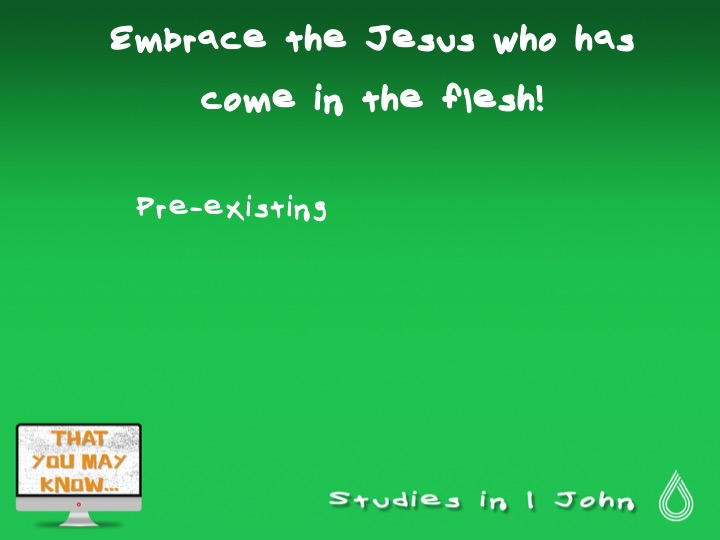 Embrace the Jesus who has
come in the flesh!
Pre-existing
THAT
YOU MAY
KNOW...
Studies in 1 John